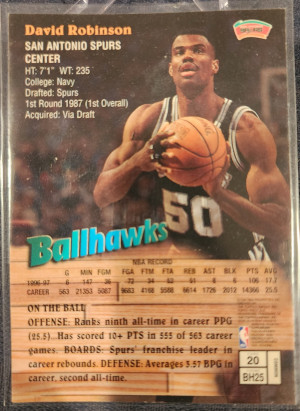 David Robinson
SAN ANTONIO SPURS
CENTER
HT: 7'1" WT: 235
College: Navy
Drafted: Spurs
1st Round 1987 (1st Overall)
Acquired: Via Draft
50
Ballhawks
NBA RECORD
G MIN FGM FGA FTM FTA REB AST BLK PTS AVG
1996-97 6 147 36 72 34 52 51 8 6 106 17.7
CAREER 563 21353 5087 9683 4168 5588 6614 1725 2012 14366 25.5
ON THE BALL
OFFENSE: Ranks ninth all-time in career PPG
(25.5). Has scored 10+ PTS in 555 of 563 career
games. BOARDS: Spurs' franchise leader in
career rebounds. DEFENSE: Averages 3.57 BPG in
career, second all-time.
20
BH25